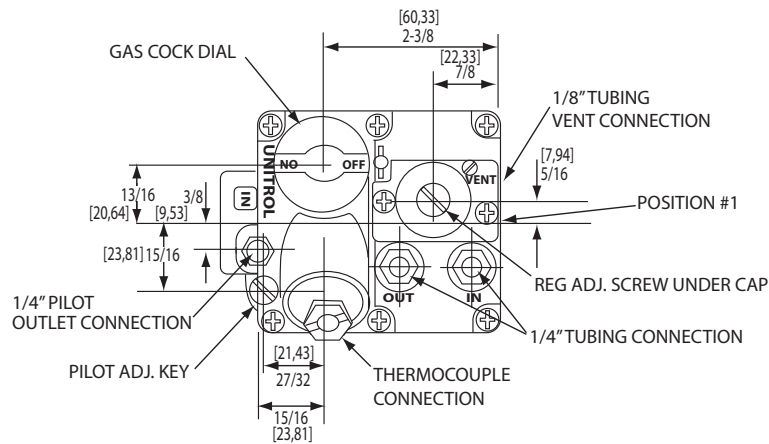 [60,33]
2-3/8
GAS COCK DIAL
[22,33]
7/8
1/8” TUBING
VENT CONNECTION
[7,94]
5/16
NO
OFF
UNITROL
VENT
13/16
[20,64]
3/8
[9,53]
IN
POSITION #1
[23,81] 15/16
REG ADJ. SCREW UNDER CAP
OUT
IN
1/4” PILOT
OUTLET CONNECTION
1/4” TUBING CONNECTION
[21,43]
27/32
PILOT ADJ. KEY
THERMOCOUPLE
CONNECTION
15/16
[23,81]